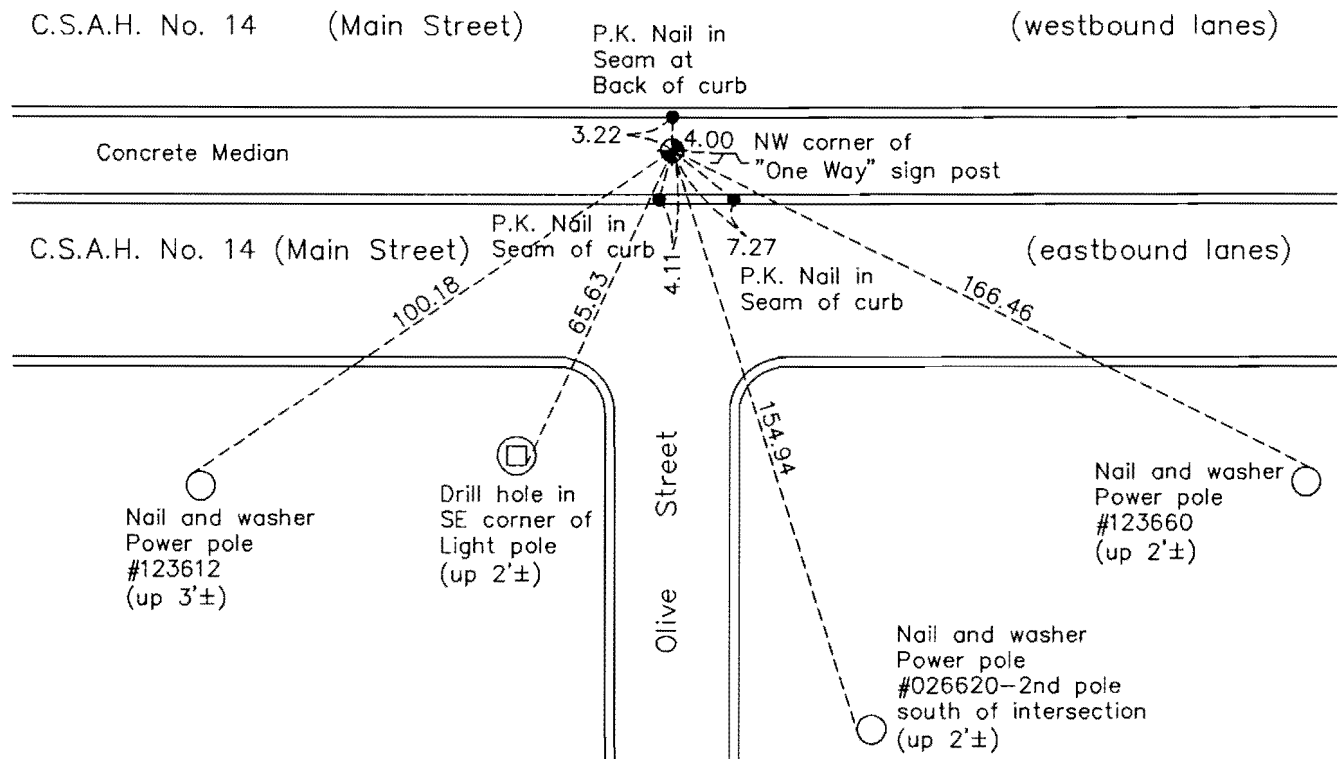 C.S.A.H. No. 14 (Main Street)
(westbound lanes)
P.K. Nail in
Seam at
Back of curb
3.22
4.00
NW corner of
"One Way" sign post
Concrete Median
C.S.A.H. No. 14 (Main Street)
(eastbound lanes)
P.K. Nail in
Seam of curb
4.11
7.27
P.K. Nail in
Seam of curb
100.18
65.63
154.94
166.46
Nail and washer
Power pole
#123612
(up 3'±)
Drill hole in
SE corner of
Light pole
(up 2'±)
Olive Street
Nail and washer
Power pole
#123660
(up 2'±)
Nail and washer
Power pole
#026620-2nd pole
south of intersection
(up 2'±)